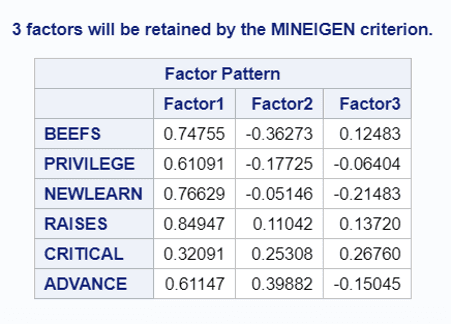 3 factors will be retained by the MINEIGEN criterion.
Factor Pattern
Factor1 Factor2 Factor3
BEEFS 0.74755 -0.36273 0.12483
PRIVILEGE 0.61091 -0.17725 -0.06404
NEWLEARN 0.76629 -0.05146 -0.21483
RAISES 0.84947 0.11042 0.13720
CRITICAL 0.32091 0.25308 0.26760
ADVANCE 0.61147 0.39882 -0.15045